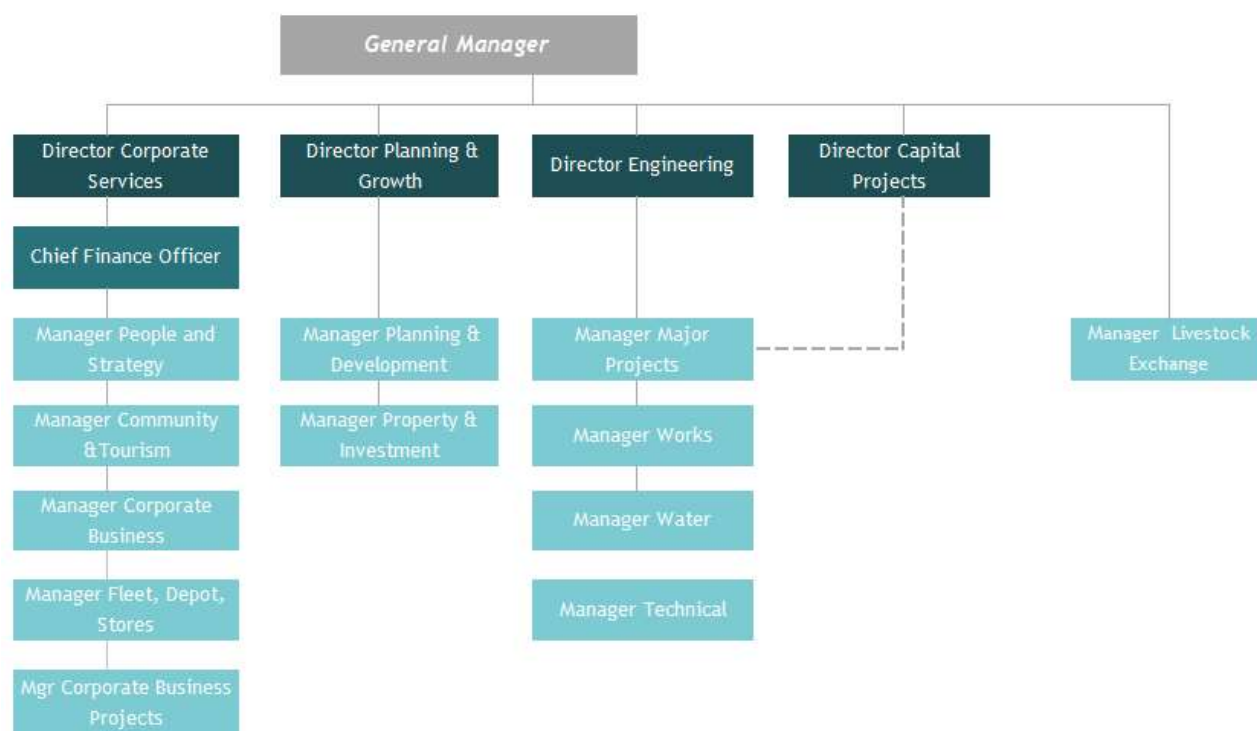 General Manager
Director Corporate
Services
Director Planning &
Growth
Director Engineering
Director Capital
Projects
Chief Finance Officer
Manager People and
Strategy
Manager Planning &
Development
Manager Major
Projects
Manager Livestock
Exchange
Manager Community
&Tourism
Manager Property &
Investment
Manager Works
Manager Corporate
Business
Manager Water
Manager Fleet, Depot,
Stores
Manager Technical
Mgr Corporate Business
Projects